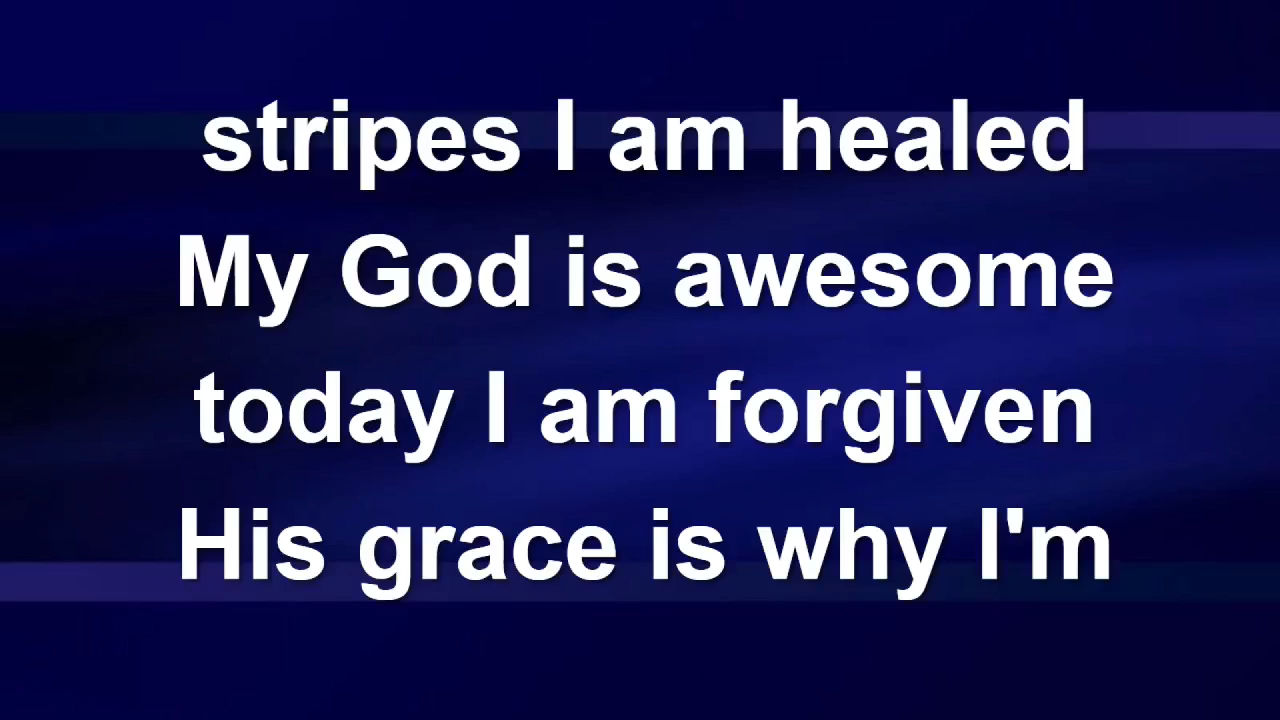 stripes I am healed
My God is awesome
today I am forgiven
His grace is why I'm